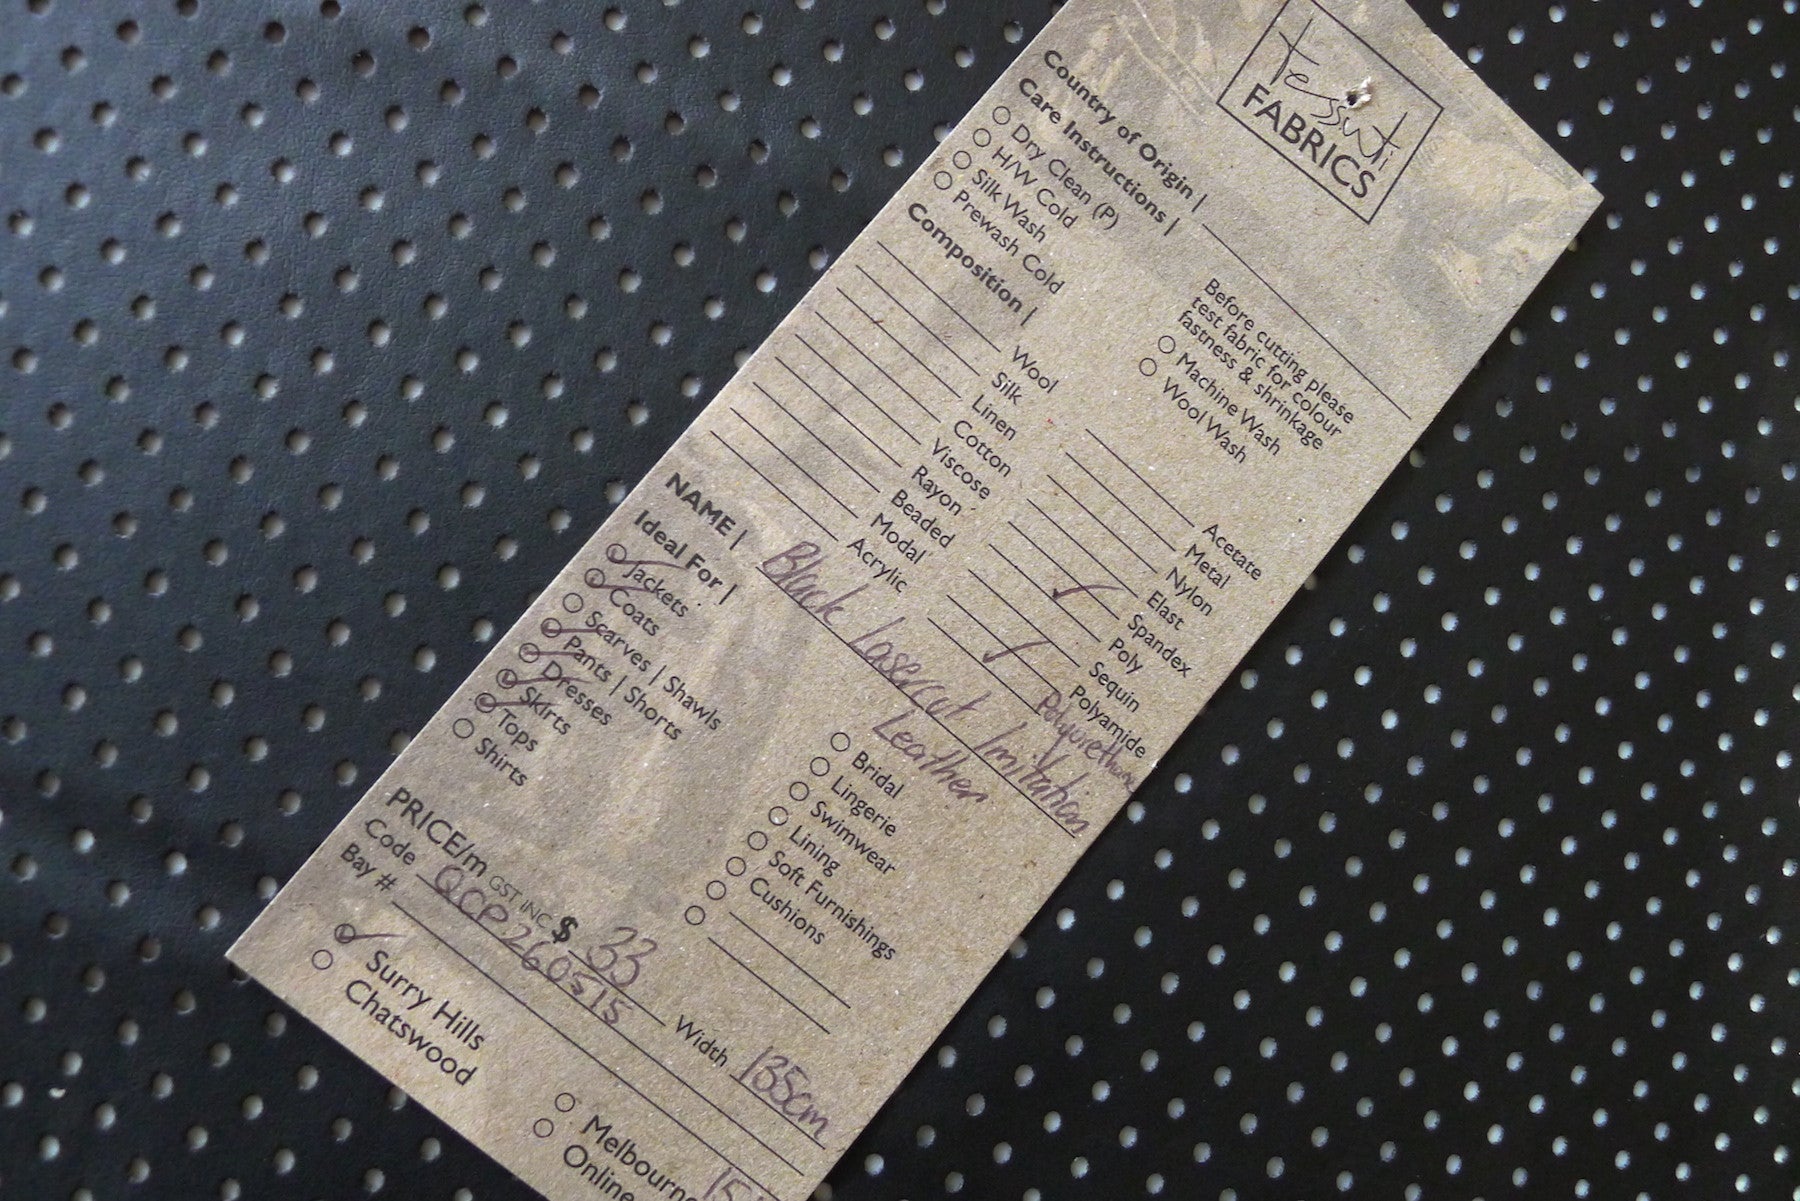 Tessuti
FABRICS
Country of Origin |
Care Instructions |
Dry Clean (P)
H/W Cold
Silk Wash
Prewash Cold
Before cutting please
test fabric for colour
fastness & shrinkage
Machine Wash
Wool Wash
Composition |
Wool
Silk
Linen
Cotton
Viscose
Rayon
Beaded
Modal
Acrylic
Acetate
Metal
Nylon
Elast
Spandex
Poly
Sequin
Polyamide
Polyurethane
NAME | Black lasercut Imitation
Leather
Ideal For |
Jackets
Coats
Scarves | Shawls
Pants | Shorts
Dresses
Skirts
Tops
Shirts
Bridal
Lingerie
Swimwear
Lining
Soft Furnishings
Cushions
PRICE/m GST INC $ 33 Width 135cm
Code QCP260515
Bay #
Surry Hills
Chatswood
Melbourne
Online